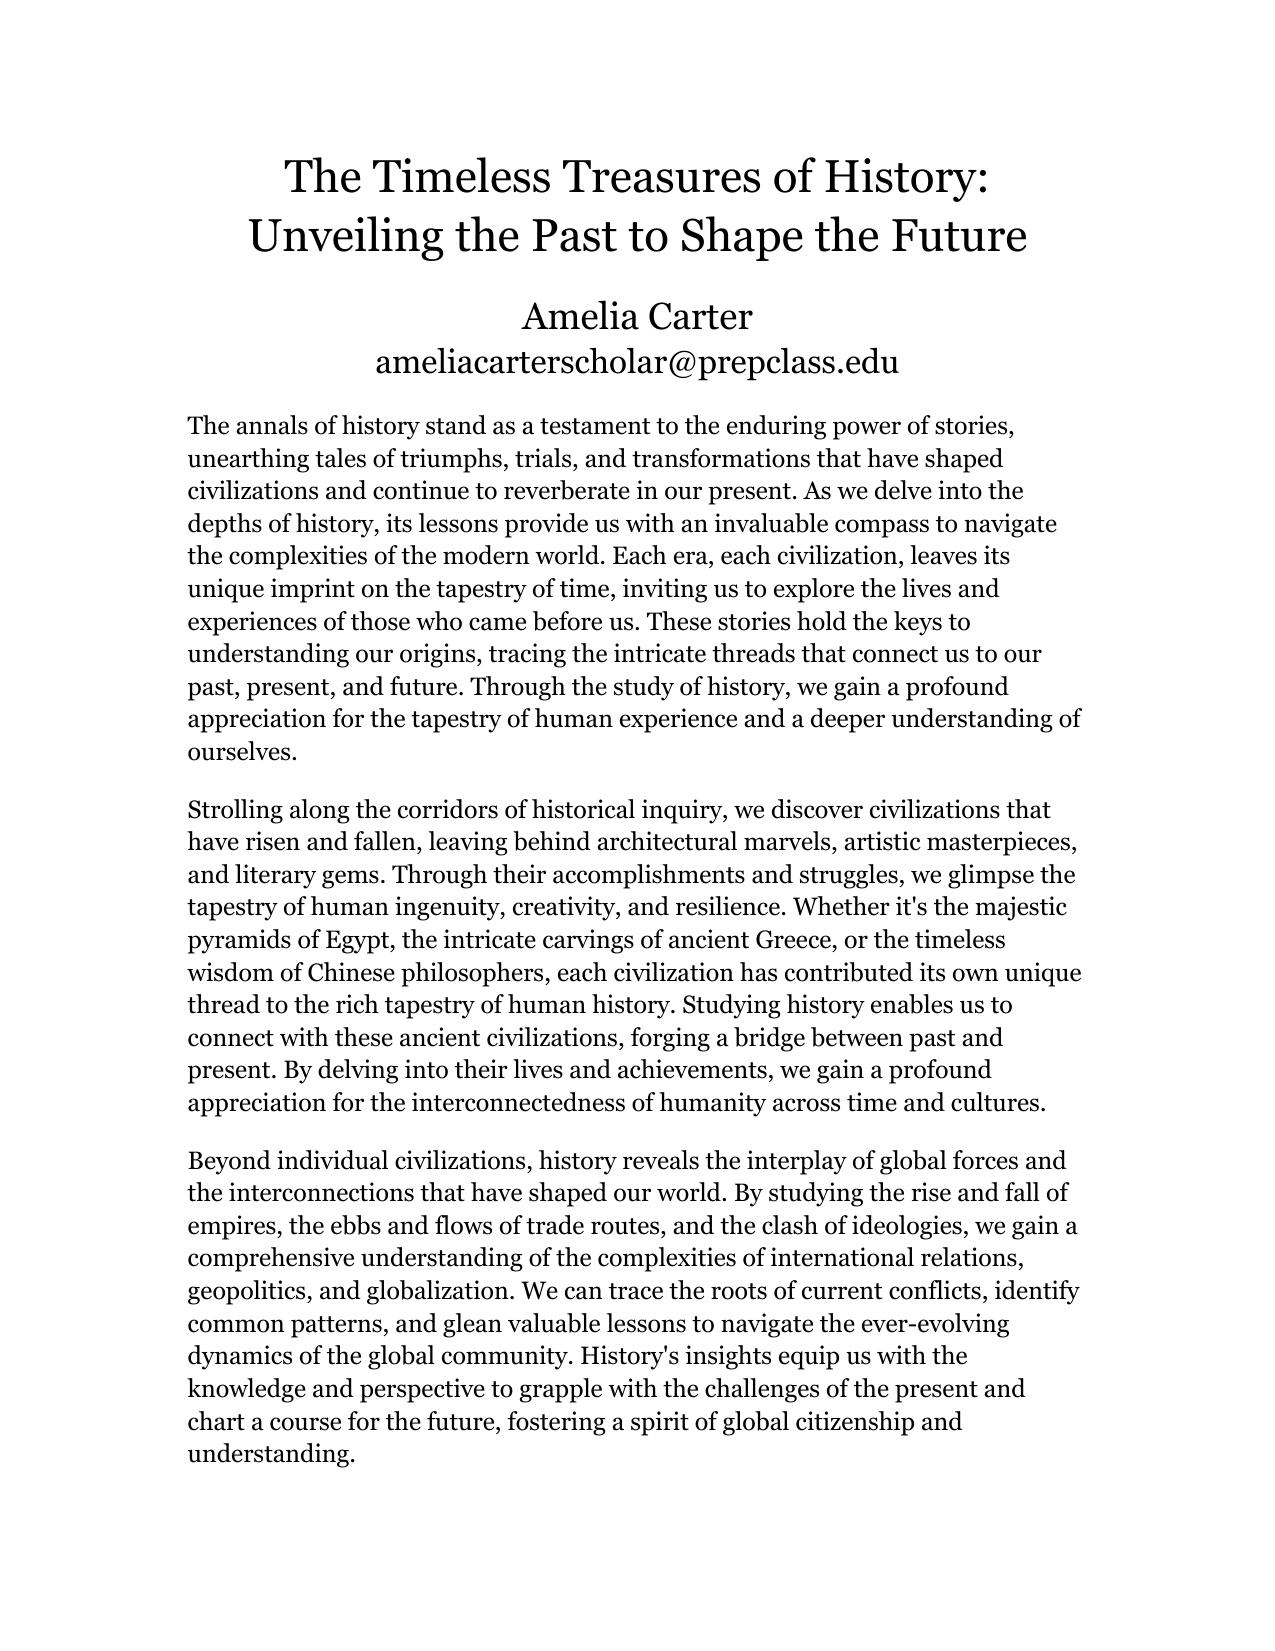 The Timeless Treasures of History:
Unveiling the Past to Shape the Future
Amelia Carter
ameliacarterscholar@prepclass.edu
The annals of history stand as a testament to the enduring power of stories,
unearthing tales of triumphs, trials, and transformations that have shaped
civilizations and continue to reverberate in our present. As we delve into the
depths of history, its lessons provide us with an invaluable compass to navigate
the complexities of the modern world. Each era, each civilization, leaves its
unique imprint on the tapestry of time, inviting us to explore the lives and
experiences of those who came before us. These stories hold the keys to
understanding our origins, tracing the intricate threads that connect us to our
past, present, and future. Through the study of history, we gain a profound
appreciation for the tapestry of human experience and a deeper understanding of
ourselves.
Strolling along the corridors of historical inquiry, we discover civilizations that
have risen and fallen, leaving behind architectural marvels, artistic masterpieces,
and literary gems. Through their accomplishments and struggles, we glimpse the
tapestry of human ingenuity, creativity, and resilience. Whether it's the majestic
pyramids of Egypt, the intricate carvings of ancient Greece, or the timeless
wisdom of Chinese philosophers, each civilization has contributed its own unique
thread to the rich tapestry of human history. Studying history enables us to
connect with these ancient civilizations, forging a bridge between past and
present. By delving into their lives and achievements, we gain a profound
appreciation for the interconnectedness of humanity across time and cultures.
Beyond individual civilizations, history reveals the interplay of global forces and
the interconnections that have shaped our world. By studying the rise and fall of
empires, the ebbs and flows of trade routes, and the clash of ideologies, we gain a
comprehensive understanding of the complexities of international relations,
geopolitics, and globalization. We can trace the roots of current conflicts, identify
common patterns, and glean valuable lessons to navigate the ever-evolving
dynamics of the global community. History's insights equip us with the
knowledge and perspective to grapple with the challenges of the present and
chart a course for the future, fostering a spirit of global citizenship and
understanding.